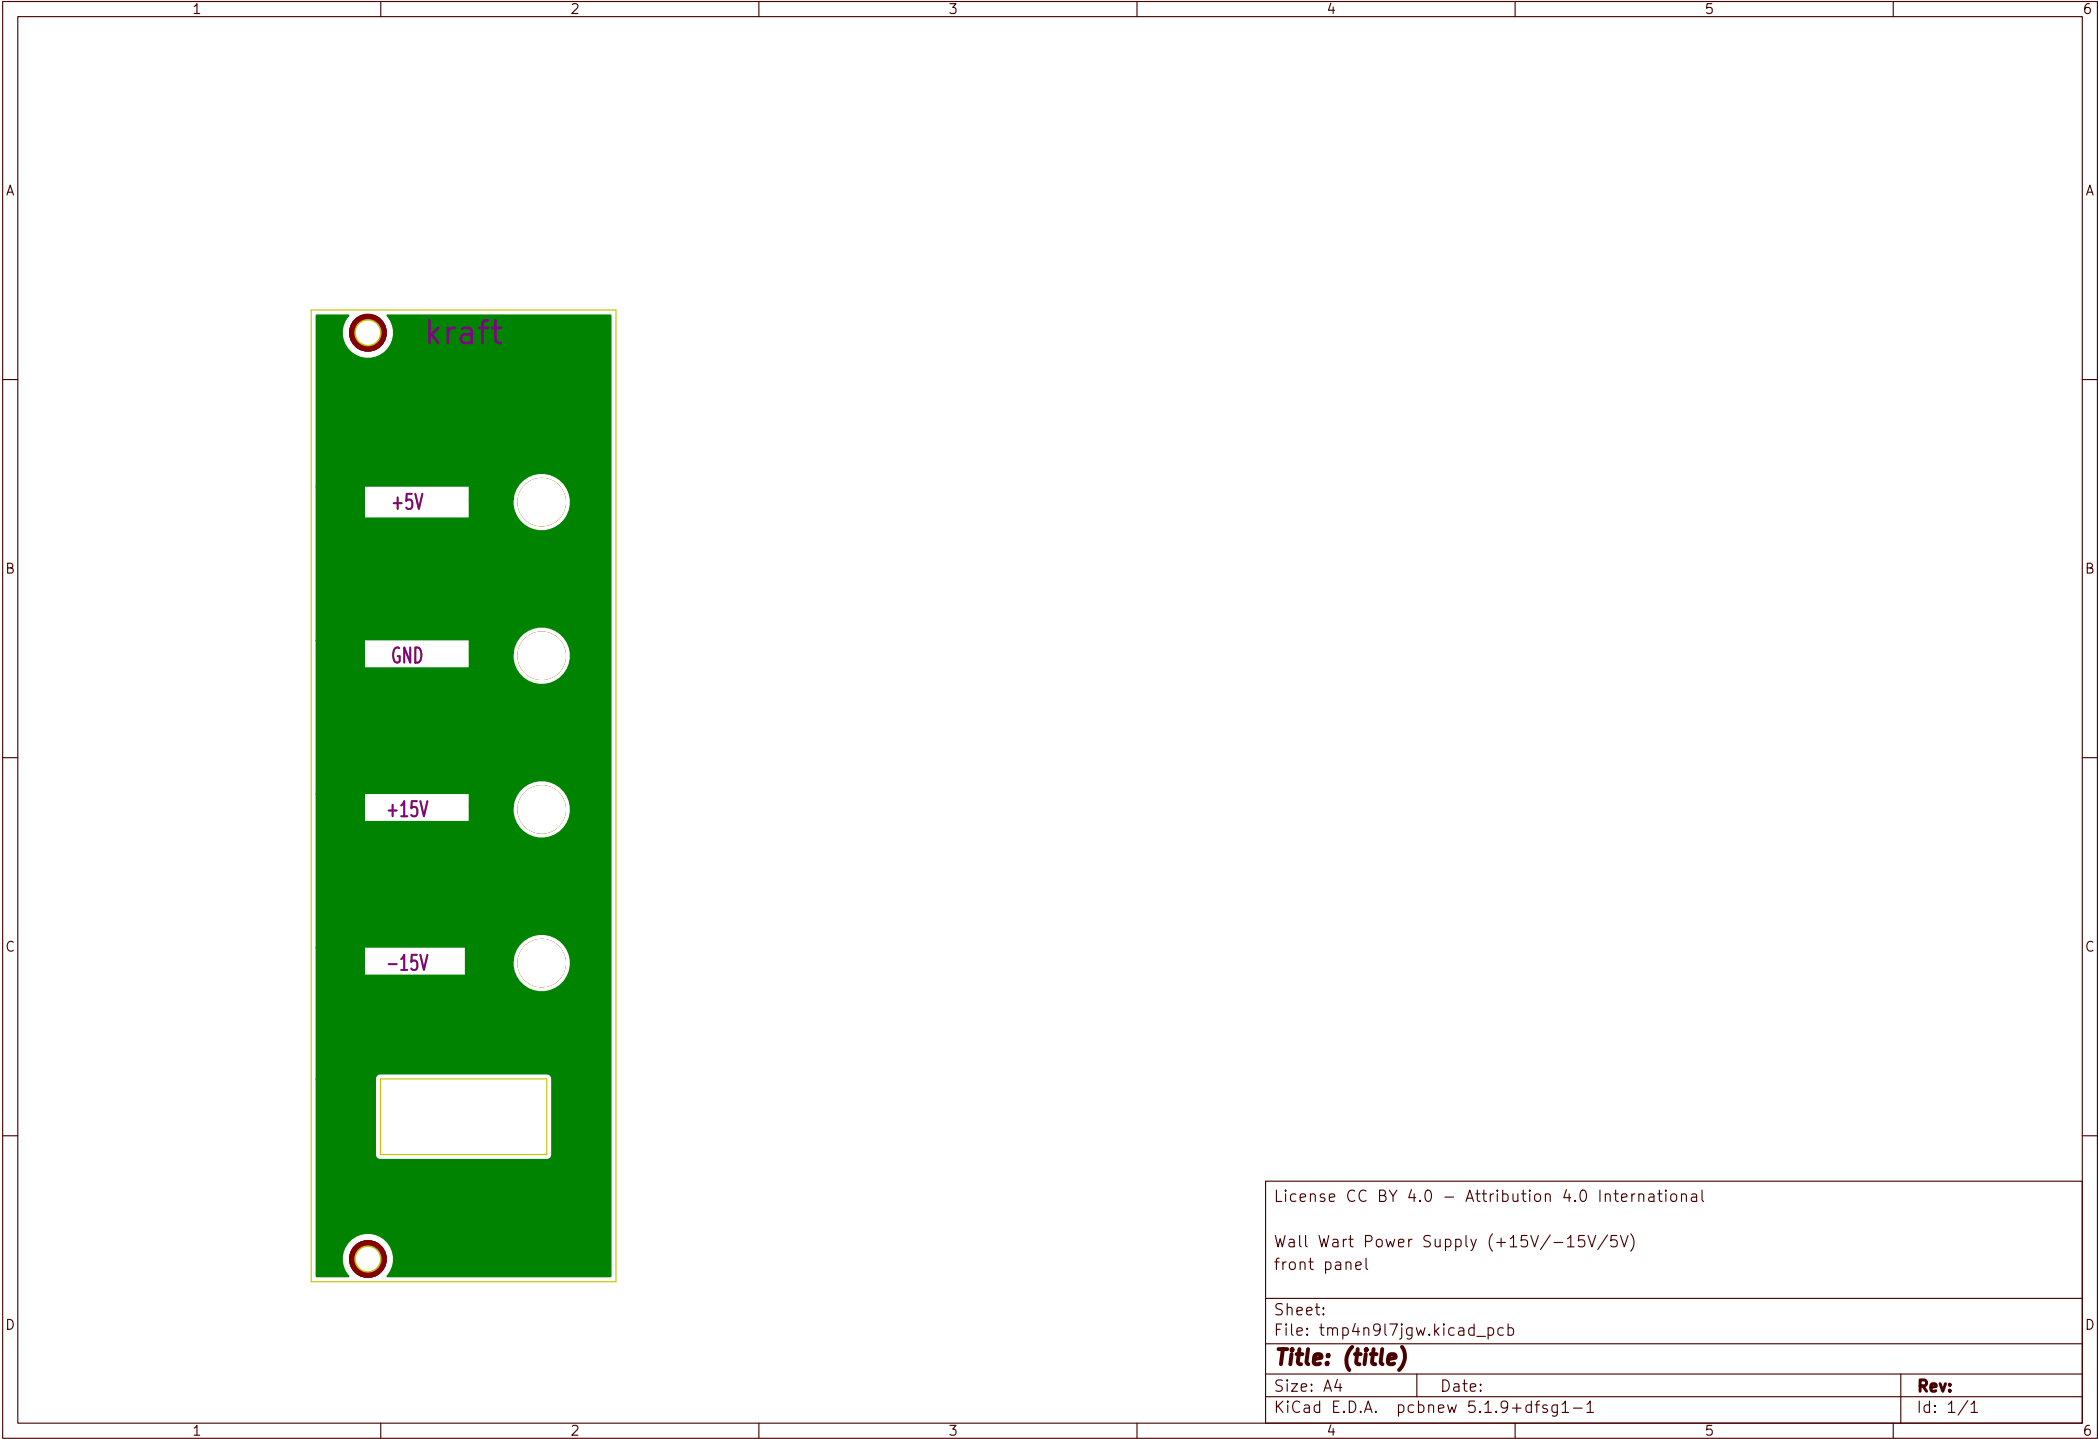 1 2 3 4 5 6
A A
kraft
+5V
B B
GND
+15V
C C
-15V
License CC BY 4.0 - Attribution 4.0 International
Wall Wart Power Supply (+15V/-15V/5V)
front panel
Sheet:
D D
File: tmp4n9l7jgw.kicad_pcb
Title: (title)
Size: A4 Date: Rev:
KiCad E.D.A. pcbnew 5.1.9+dfsg1-1 Id: 1/1
1 2 3 4 5 6